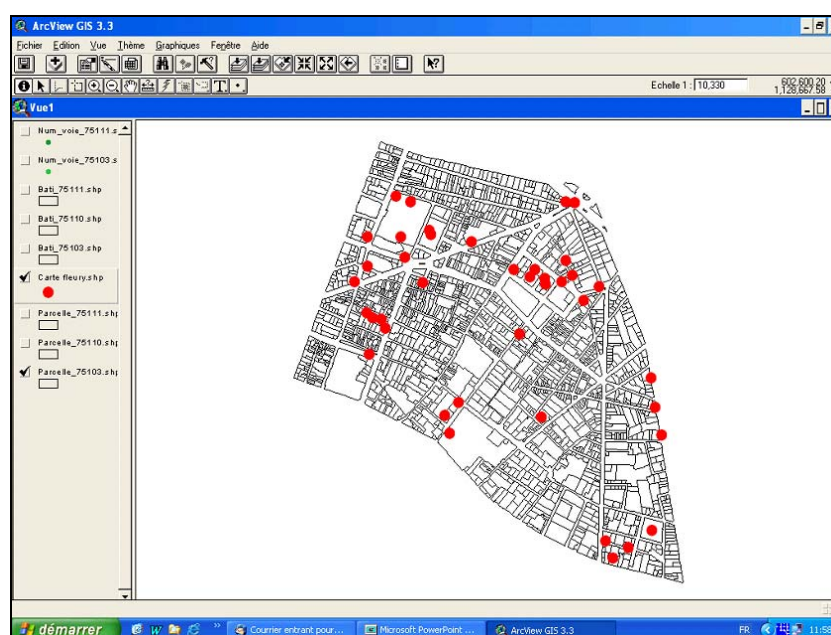 ArcView GIS 3.3
Fichier Edition Vue Thème Graphiques Fenêtre Aide
Echelle 1 : 10,330
602,600.20
1,128,667.58
Vue1
Num_voie_75111.s
Num_voie_75103.s
Bati_75111.shp
Bati_75110.shp
Bati_75103.shp
Carte fleury.shp
Parcelle_75111.shp
Parcelle_75110.shp
Parcelle_75103.shp
démarrer
Courrier entrant pour...
Microsoft PowerPoint ...
ArcView GIS 3.3
FR
11:58